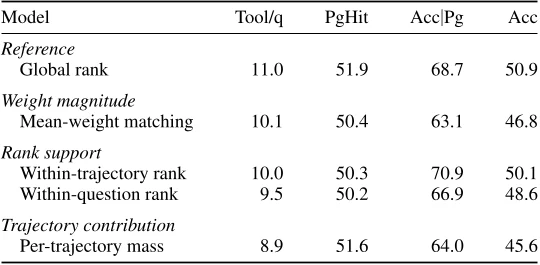 Model Tool/q PgHit Acc|Pg Acc
Reference
Global rank 11.0 51.9 68.7 50.9
Weight magnitude
Mean-weight matching 10.1 50.4 63.1 46.8
Rank support
Within-trajectory rank 10.0 50.3 70.9 50.1
Within-question rank 9.5 50.2 66.9 48.6
Trajectory contribution
Per-trajectory mass 8.9 51.6 64.0 45.6